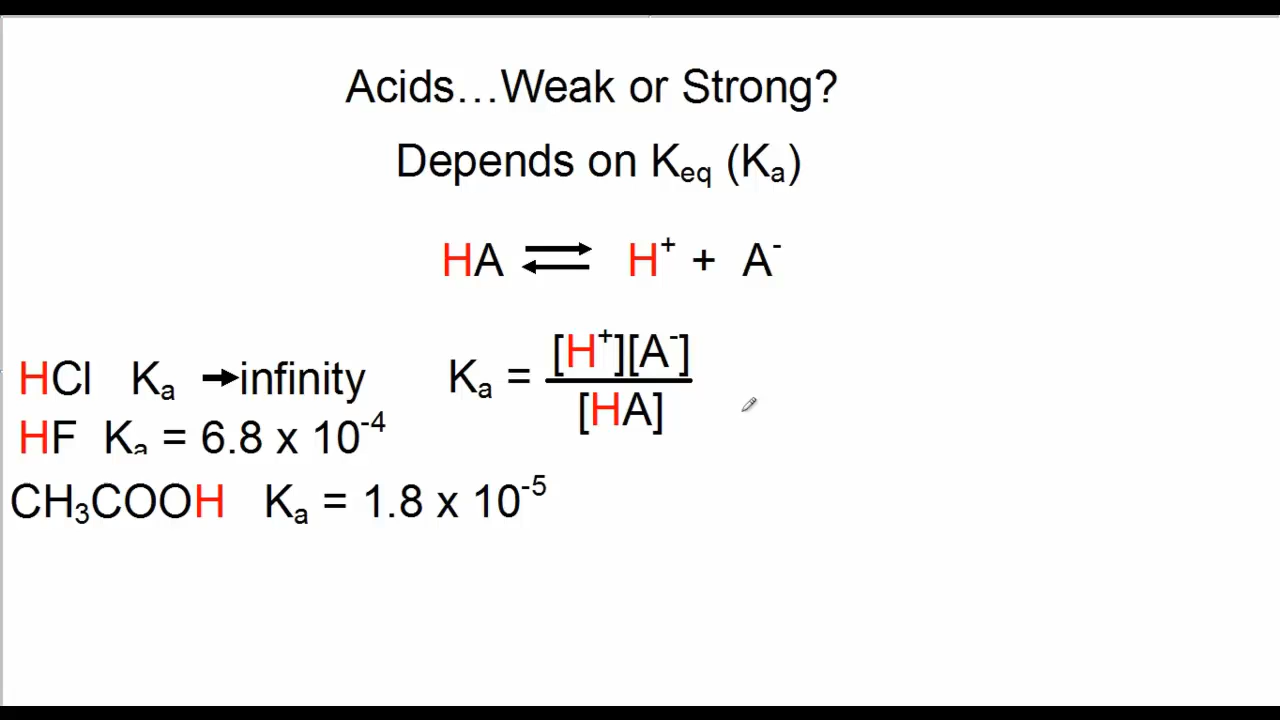 Acids…Weak or Strong?
Depends on Keq (Ka)
HA ⇌ H⁺ + A⁻
HCl Ka →infinity
Ka = [H⁺][A⁻] / [HA]
HF Ka = 6.8 x 10⁻⁴
CH₃COOH Ka = 1.8 x 10⁻⁵